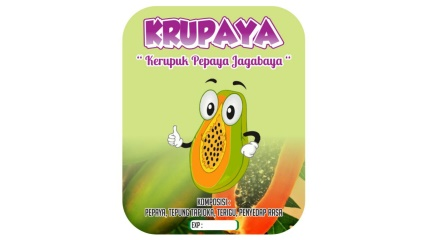 KRUPAYA
" Kerupuk Pepaya Jagabaya "
KOMPOSISI :
PEPAYA, TEPUNG TAPIOKA, TERIGU, PENYEDAP RASA
EXP :